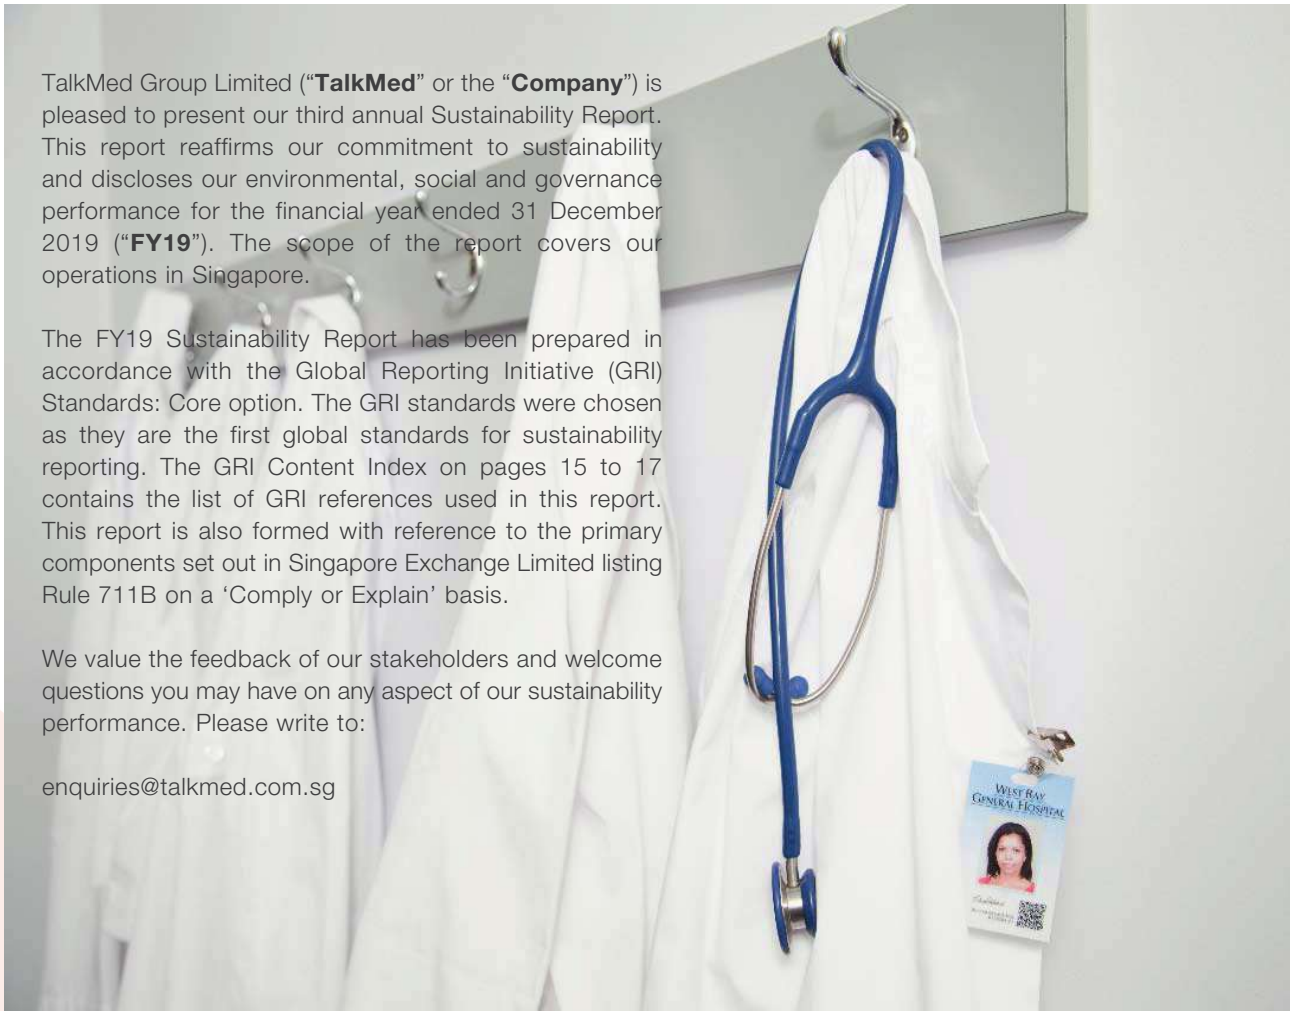 TalkMed Group Limited (“TalkMed” or the “Company”) is
pleased to present our third annual Sustainability Report.
This report reaffirms our commitment to sustainability
and discloses our environmental, social and governance
performance for the financial year ended 31 December
2019 (“FY19”). The scope of the report covers our
operations in Singapore.
The FY19 Sustainability Report has been prepared in
accordance with the Global Reporting Initiative (GRI)
Standards: Core option. The GRI standards were chosen
as they are the first global standards for sustainability
reporting. The GRI Content Index on pages 15 to 17
contains the list of GRI references used in this report.
This report is also formed with reference to the primary
components set out in Singapore Exchange Limited listing
Rule 711B on a ‘Comply or Explain’ basis.
We value the feedback of our stakeholders and welcome
questions you may have on any aspect of our sustainability
performance. Please write to:
enquiries@talkmed.com.sg
GENERAL HOSPITAL